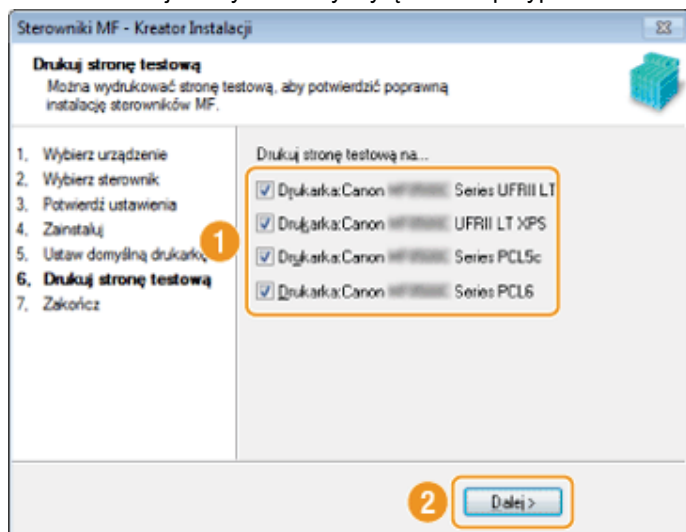 Sterowniki MF - Kreator Instalacji
Drukuj stronę testową
Można wydrukować stronę testową, aby potwierdzić poprawną
instalację sterowników MF.
1. Wybierz urządzenie
2. Wybierz sterownik
3. Potwierdź ustawienia
4. Zainstaluj
5. Ustaw domyślną drukarkę
6. Drukuj stronę testową
7. Zakończ
Drukuj stronę testową na...
1
Drukarka:Canon Series UFRII LT
Drukarka:Canon UFRII LT XPS
Drukarka:Canon Series PCL5c
Drukarka:Canon Series PCL6
2
Dalej >